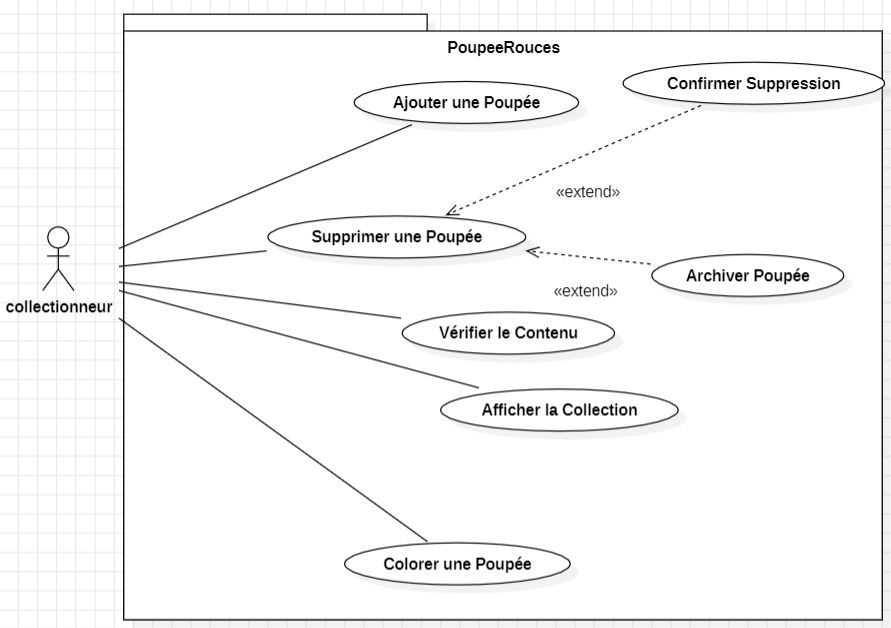 PoupeeRouces
Confirmer Suppression
Ajouter une Poupée
«extend»
Supprimer une Poupée
Archiver Poupée
«extend»
collectionneur
Vérifier le Contenu
Afficher la Collection
Colorer une Poupée